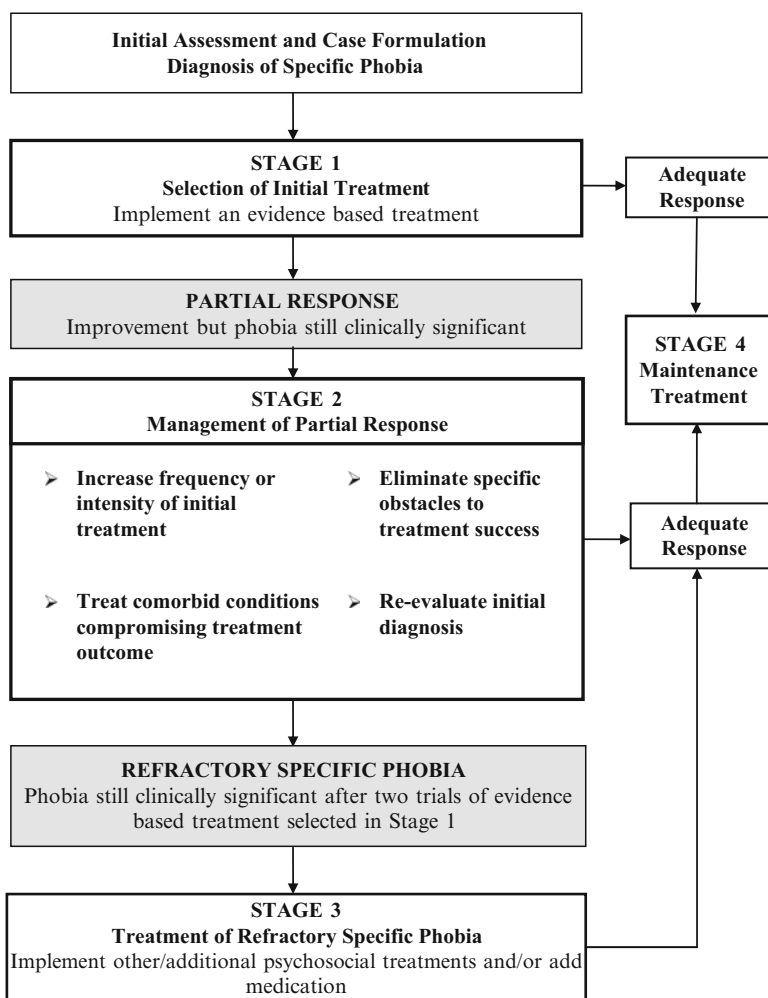 Initial Assessment and Case Formulation
Diagnosis of Specific Phobia
STAGE 1
Selection of Initial Treatment
Implement an evidence based treatment
Adequate
Response
PARTIAL RESPONSE
Improvement but phobia still clinically significant
STAGE 4
Maintenance
Treatment
STAGE 2
Management of Partial Response
Increase frequency or
intensity of initial
treatment
Eliminate specific
obstacles to
treatment success
Adequate
Response
Treat comorbid conditions
compromising treatment
outcome
Re-evaluate initial
diagnosis
REFRACTORY SPECIFIC PHOBIA
Phobia still clinically significant after two trials of evidence
based treatment selected in Stage 1
STAGE 3
Treatment of Refractory Specific Phobia
Implement other/additional psychosocial treatments and/or add
medication